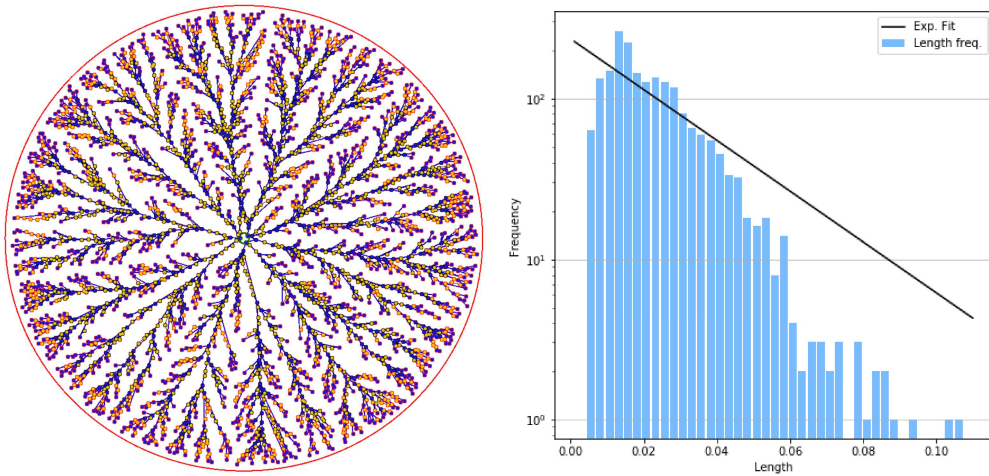 Exp. Fit
Length freq.
Frequency
10²
10¹
10⁰
0.00 0.02 0.04 0.06 0.08 0.10
Length